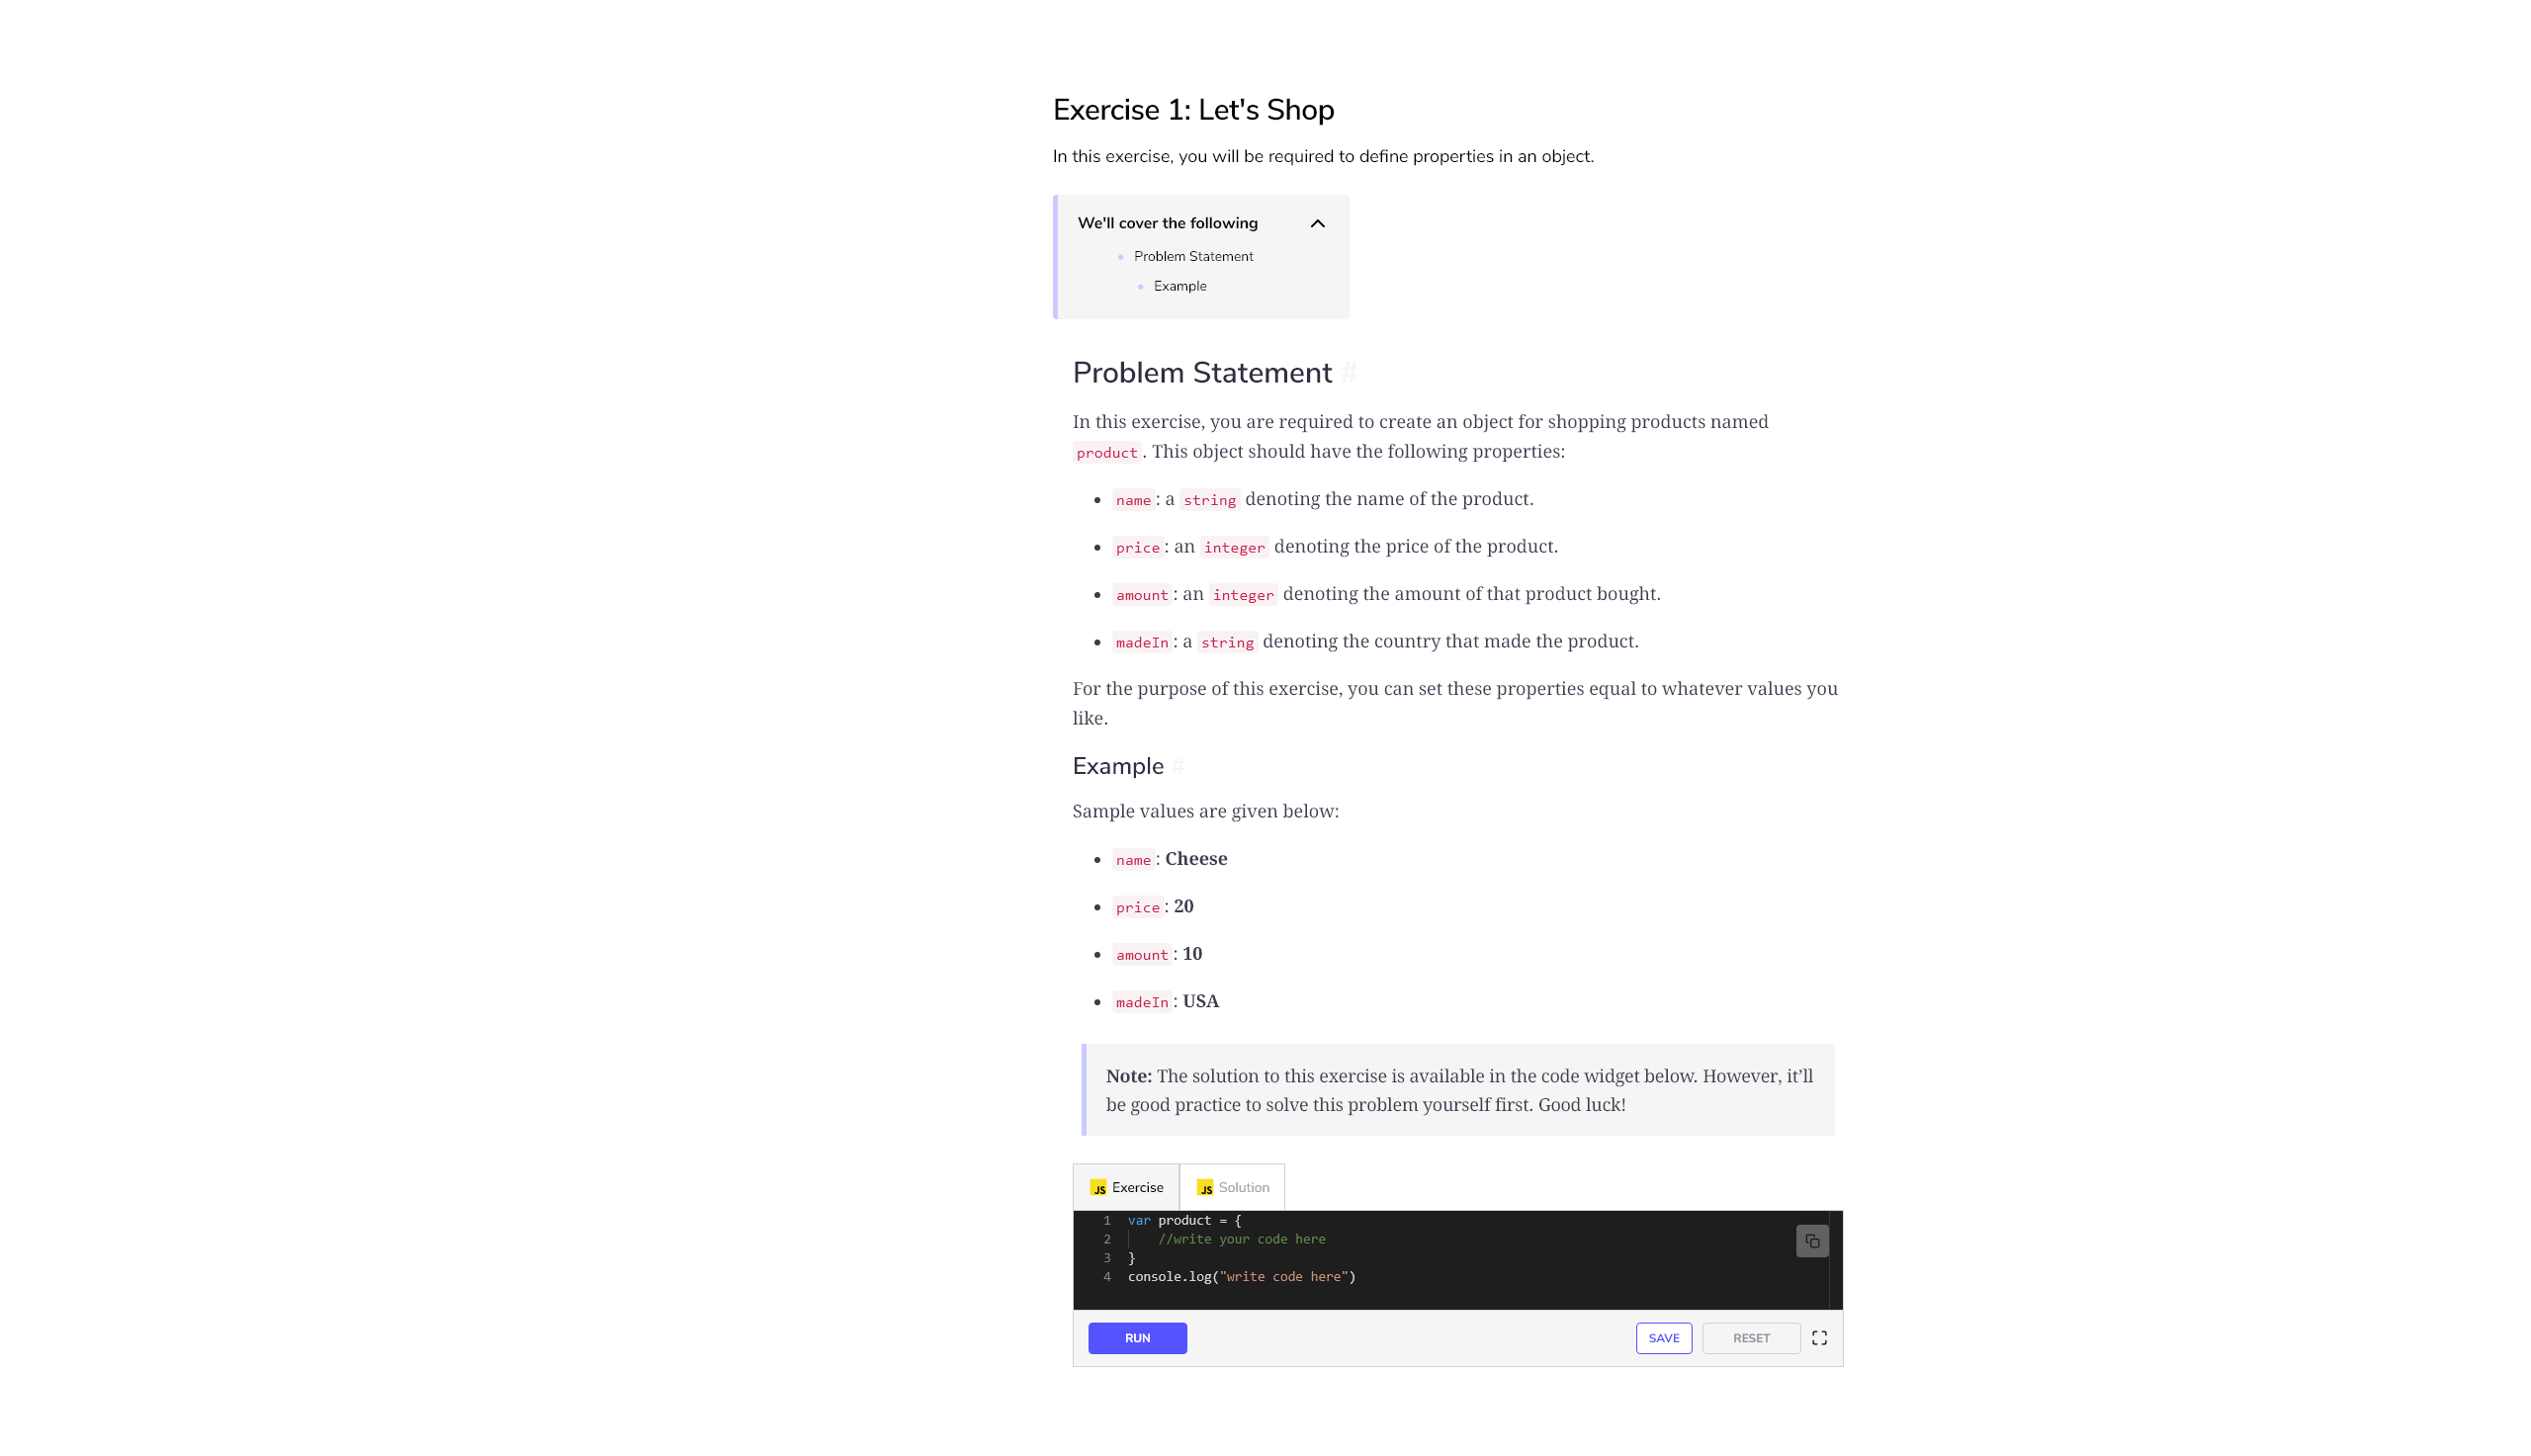 Exercise 1: Let's Shop
In this exercise, you will be required to define properties in an object.
We'll cover the following
Problem Statement
Example
Problem Statement #
In this exercise, you are required to create an object for shopping products named
product. This object should have the following properties:
name: a string denoting the name of the product.
price: an integer denoting the price of the product.
amount: an integer denoting the amount of that product bought.
madeIn: a string denoting the country that made the product.
For the purpose of this exercise, you can set these properties equal to whatever values you
like.
Example #
Sample values are given below:
name: Cheese
price: 20
amount: 10
madeIn: USA
Note: The solution to this exercise is available in the code widget below. However, it’ll
be good practice to solve this problem yourself first. Good luck!
JS Exercise JS Solution
1 var product = {
2 //write your code here
3 }
4 console.log("write code here")
RUN SAVE RESET